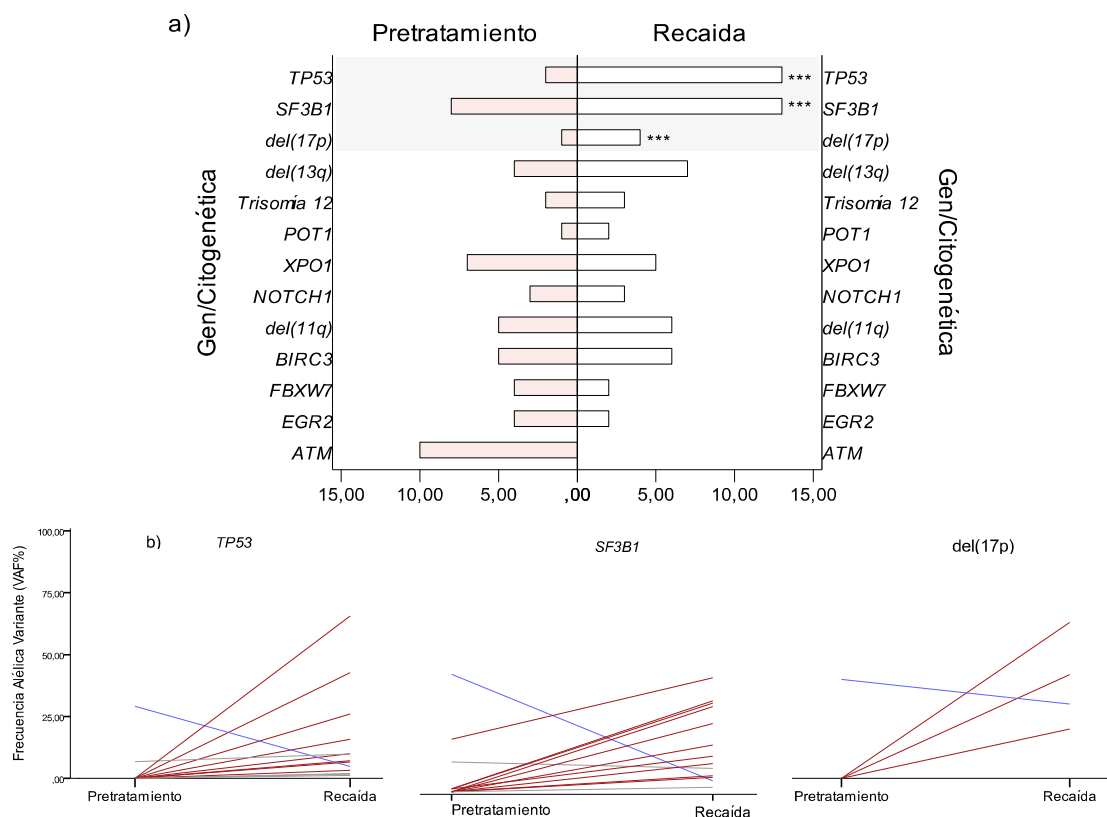 a)
Pretratamiento Recaida
TP53 *** TP53
SF3B1 *** SF3B1
del(17p) *** del(17p)
del(13q) del(13q)
Trisomía 12 Trisomía 12
POT1 POT1
XPO1 XPO1
NOTCH1 NOTCH1
del(11q) del(11q)
BIRC3 BIRC3
FBXW7 FBXW7
EGR2 EGR2
ATM ATM
Gen/Citogenética
Gen/Citogenética
15,00 10,00 5,00 ,00 5,00 10,00 15,00
b) TP53 SF3B1 del(17p)
Frecuencia Alélica Variante (VAF%)
100,00
75,00
50,00
25,00
,00
Pretratamiento Recaída Pretratamiento Recaída Pretratamiento Recaída